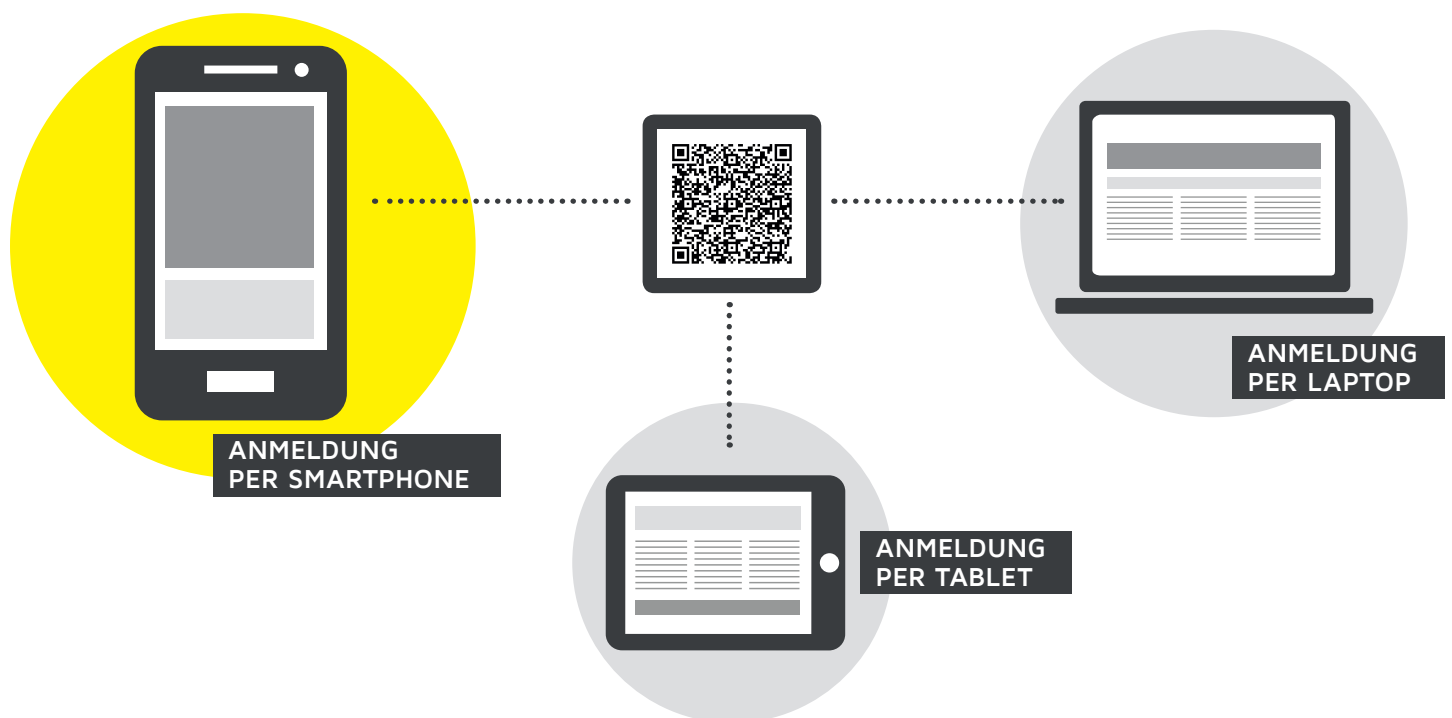 ANMELDUNG
PER SMARTPHONE
ANMELDUNG
PER LAPTOP
ANMELDUNG
PER TABLET